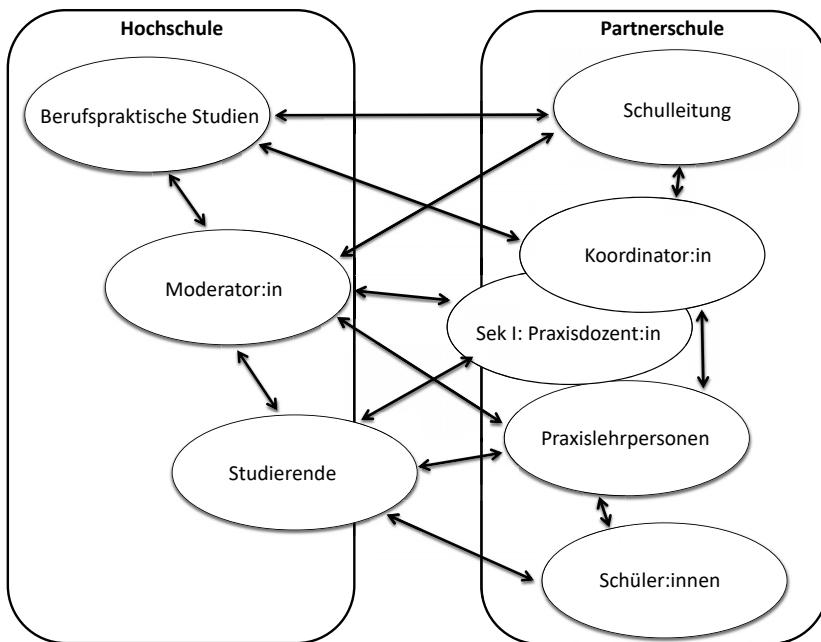 Hochschule
Partnerschule
Berufspraktische Studien
Schulleitung
Moderator:in
Koordinator:in
Sek I: Praxisdozent:in
Studierende
Praxislehrpersonen
Schüler:innen